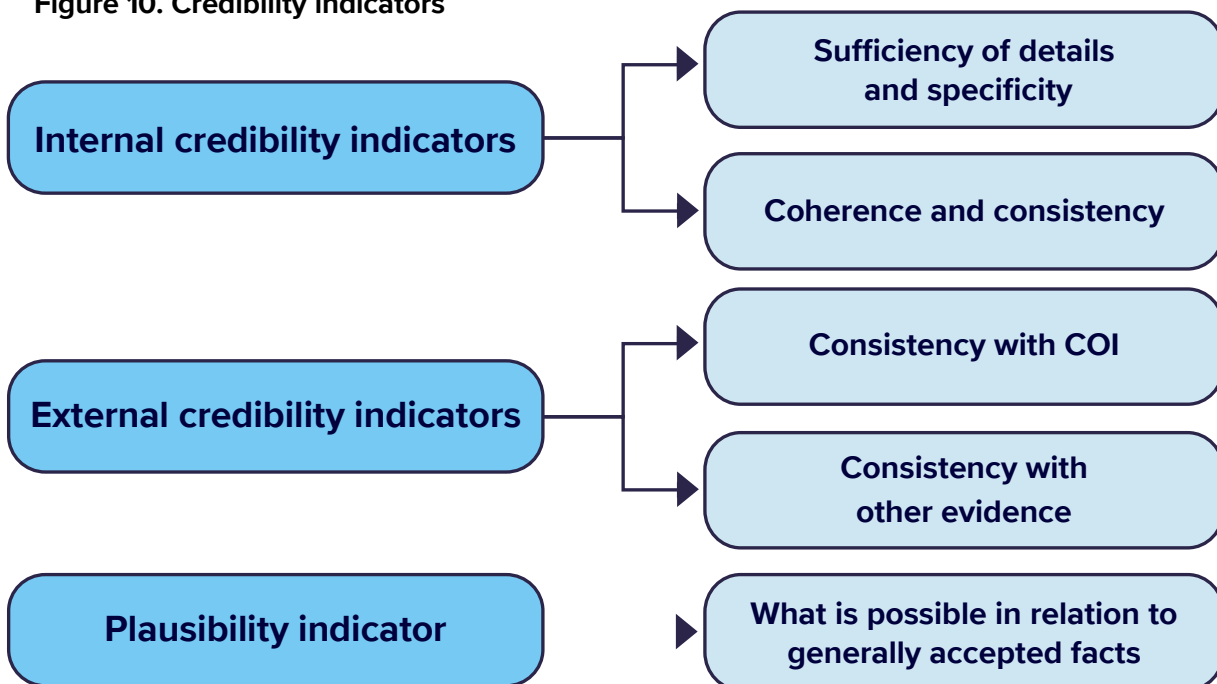 Figure 10. Credibility indicators
Internal credibility indicators
Sufficiency of details
and specificity
Coherence and consistency
External credibility indicators
Consistency with COI
Consistency with
other evidence
Plausibility indicator
What is possible in relation to
generally accepted facts